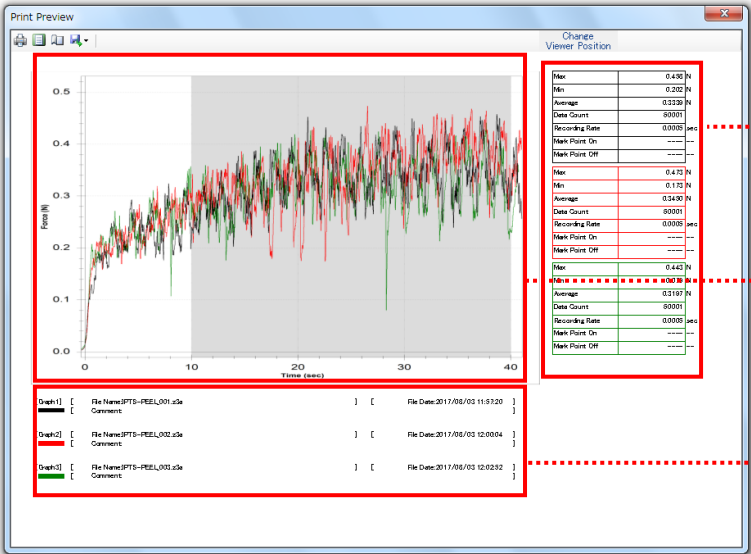 Print Preview
Change
Viewer Position
0.5
0.4
0.3
0.2
0.1
0.0
Force (N)
0
10
20
30
40
Time (sec)
Max 0.456 N
Min 0.202 N
Average 0.3339 N
Data Count 50001
Recording Rate 0.0005 sec
Mark Point On ---- --
Mark Point Off ---- --
Max 0.473 N
Min 0.173 N
Average 0.3450 N
Data Count
Recording Rate 0.0005 sec
Mark Point On ---- --
Mark Point Off ---- --
Max 0.443 N
Min N
Average 0.3197 N
Data Count
Recording Rate 0.0005 sec
Mark Point On ---- --
Mark Point Off ---- --
Graph1] [ File Name:IPTS-PEEL_001.z3a ] [ File Date:2017/08/03 11:57:20 ]
[ Comment: ]
Graph2] [ File Name:IPTS-PEEL_002.z3a ] [ File Date:2017/08/03 12:00:04 ]
[ Comment: ]
Graph3] [ File Name:IPTS-PEEL_003.z3a ] [ File Date:2017/08/03 12:02:52 ]
[ Comment: ]